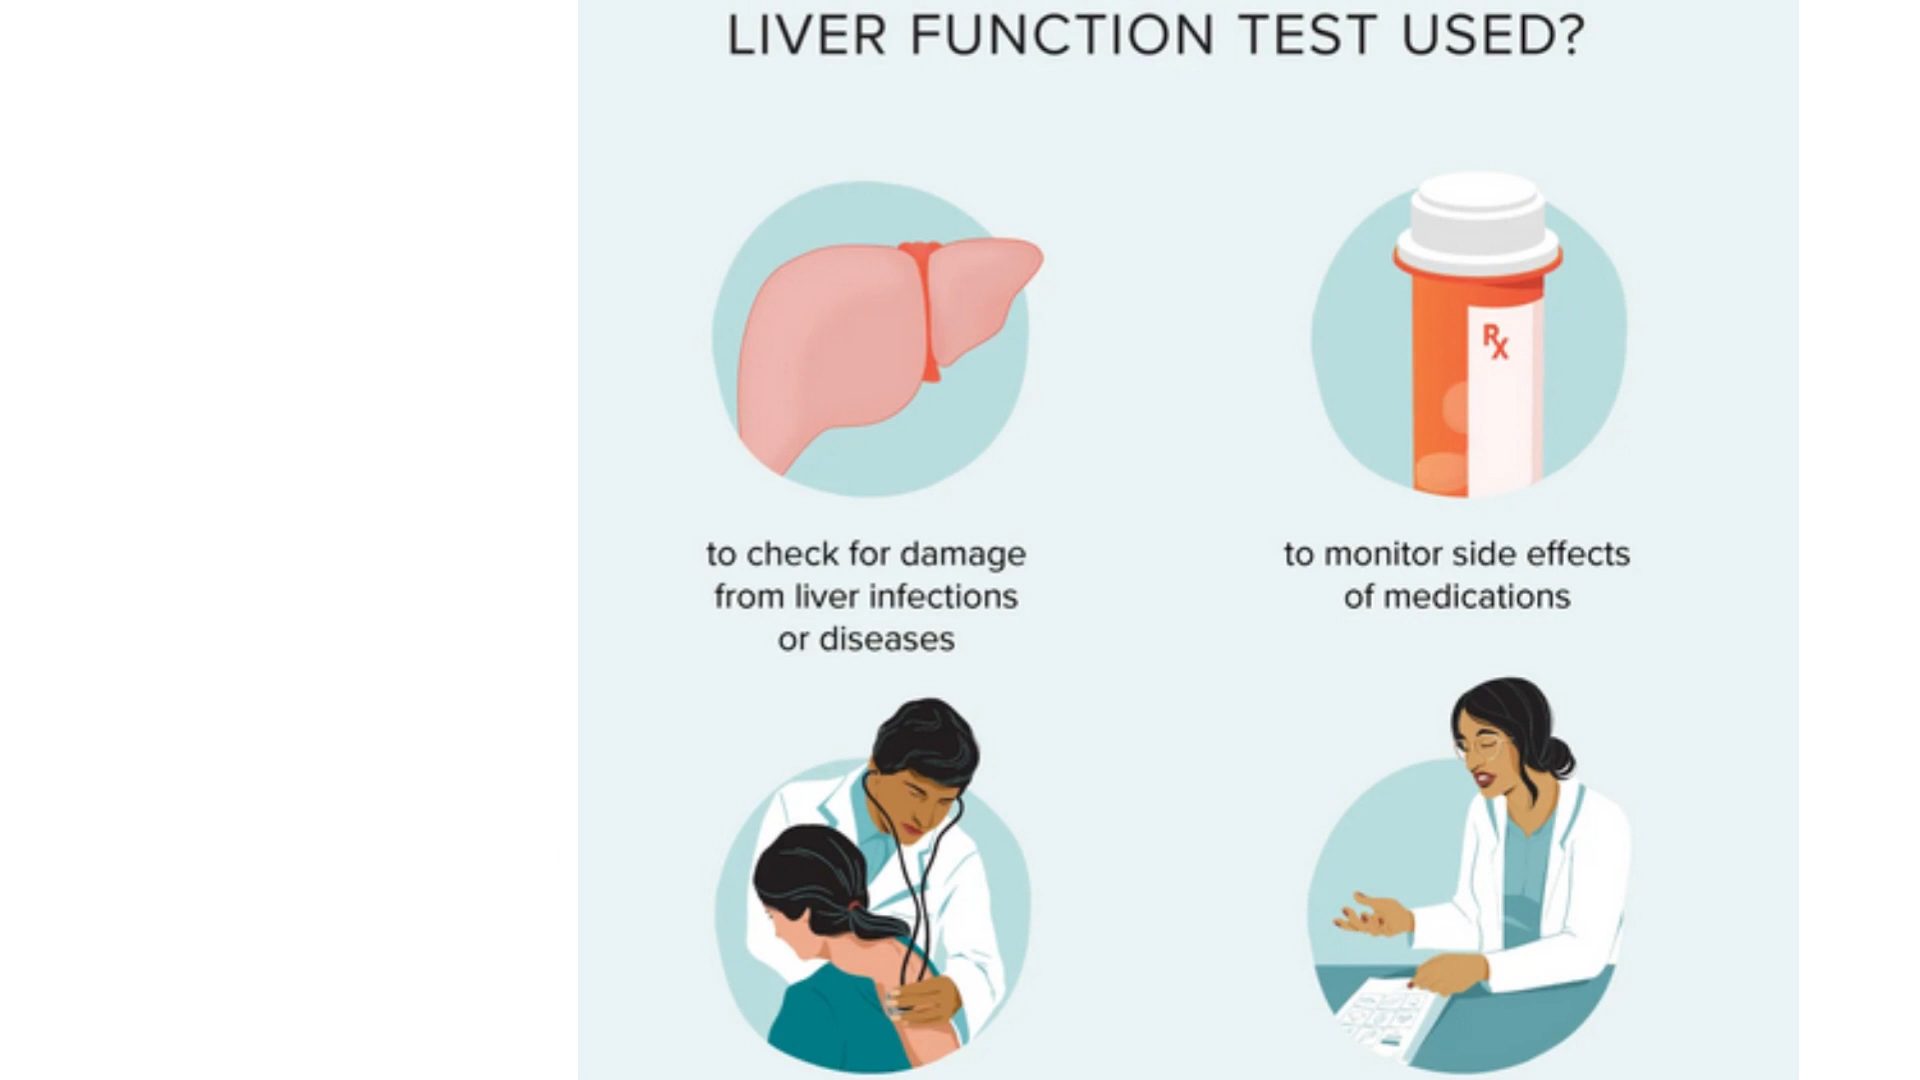 LIVER FUNCTION TEST USED?
Rx
to check for damage
from liver infections
or diseases
to monitor side effects
of medications